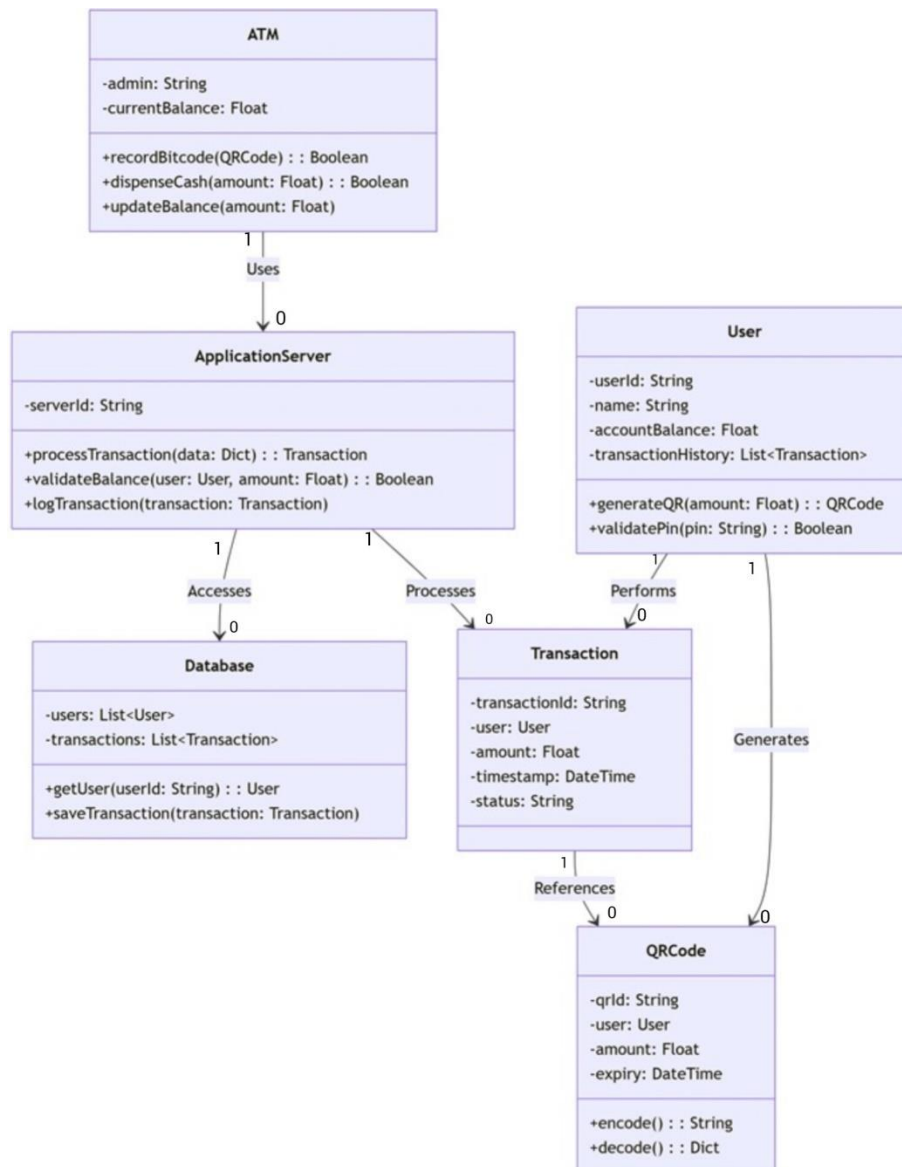 ATM
-admin: String
-currentBalance: Float
+recordBitcode(QRCode) : : Boolean
+dispenseCash(amount: Float) : : Boolean
+updateBalance(amount: Float)
1
Uses
0
ApplicationServer
-serverId: String
+processTransaction(data: Dict) : : Transaction
+validateBalance(user: User, amount: Float) : : Boolean
+logTransaction(transaction: Transaction)
User
-userId: String
-name: String
-accountBalance: Float
-transactionHistory: List<Transaction>
+generateQR(amount: Float) : : QRCode
+validatePin(pin: String) : : Boolean
1
Accesses
0
1
Processes
0
1
Performs
0
1
Generates
0
Database
-users: List<User>
-transactions: List<Transaction>
+getUser(userId: String) : : User
+saveTransaction(transaction: Transaction)
Transaction
-transactionId: String
-user: User
-amount: Float
-timestamp: DateTime
-status: String
1
References
0
QRCode
-qrId: String
-user: User
-amount: Float
-expiry: DateTime
+encode() : : String
+decode() : : Dict